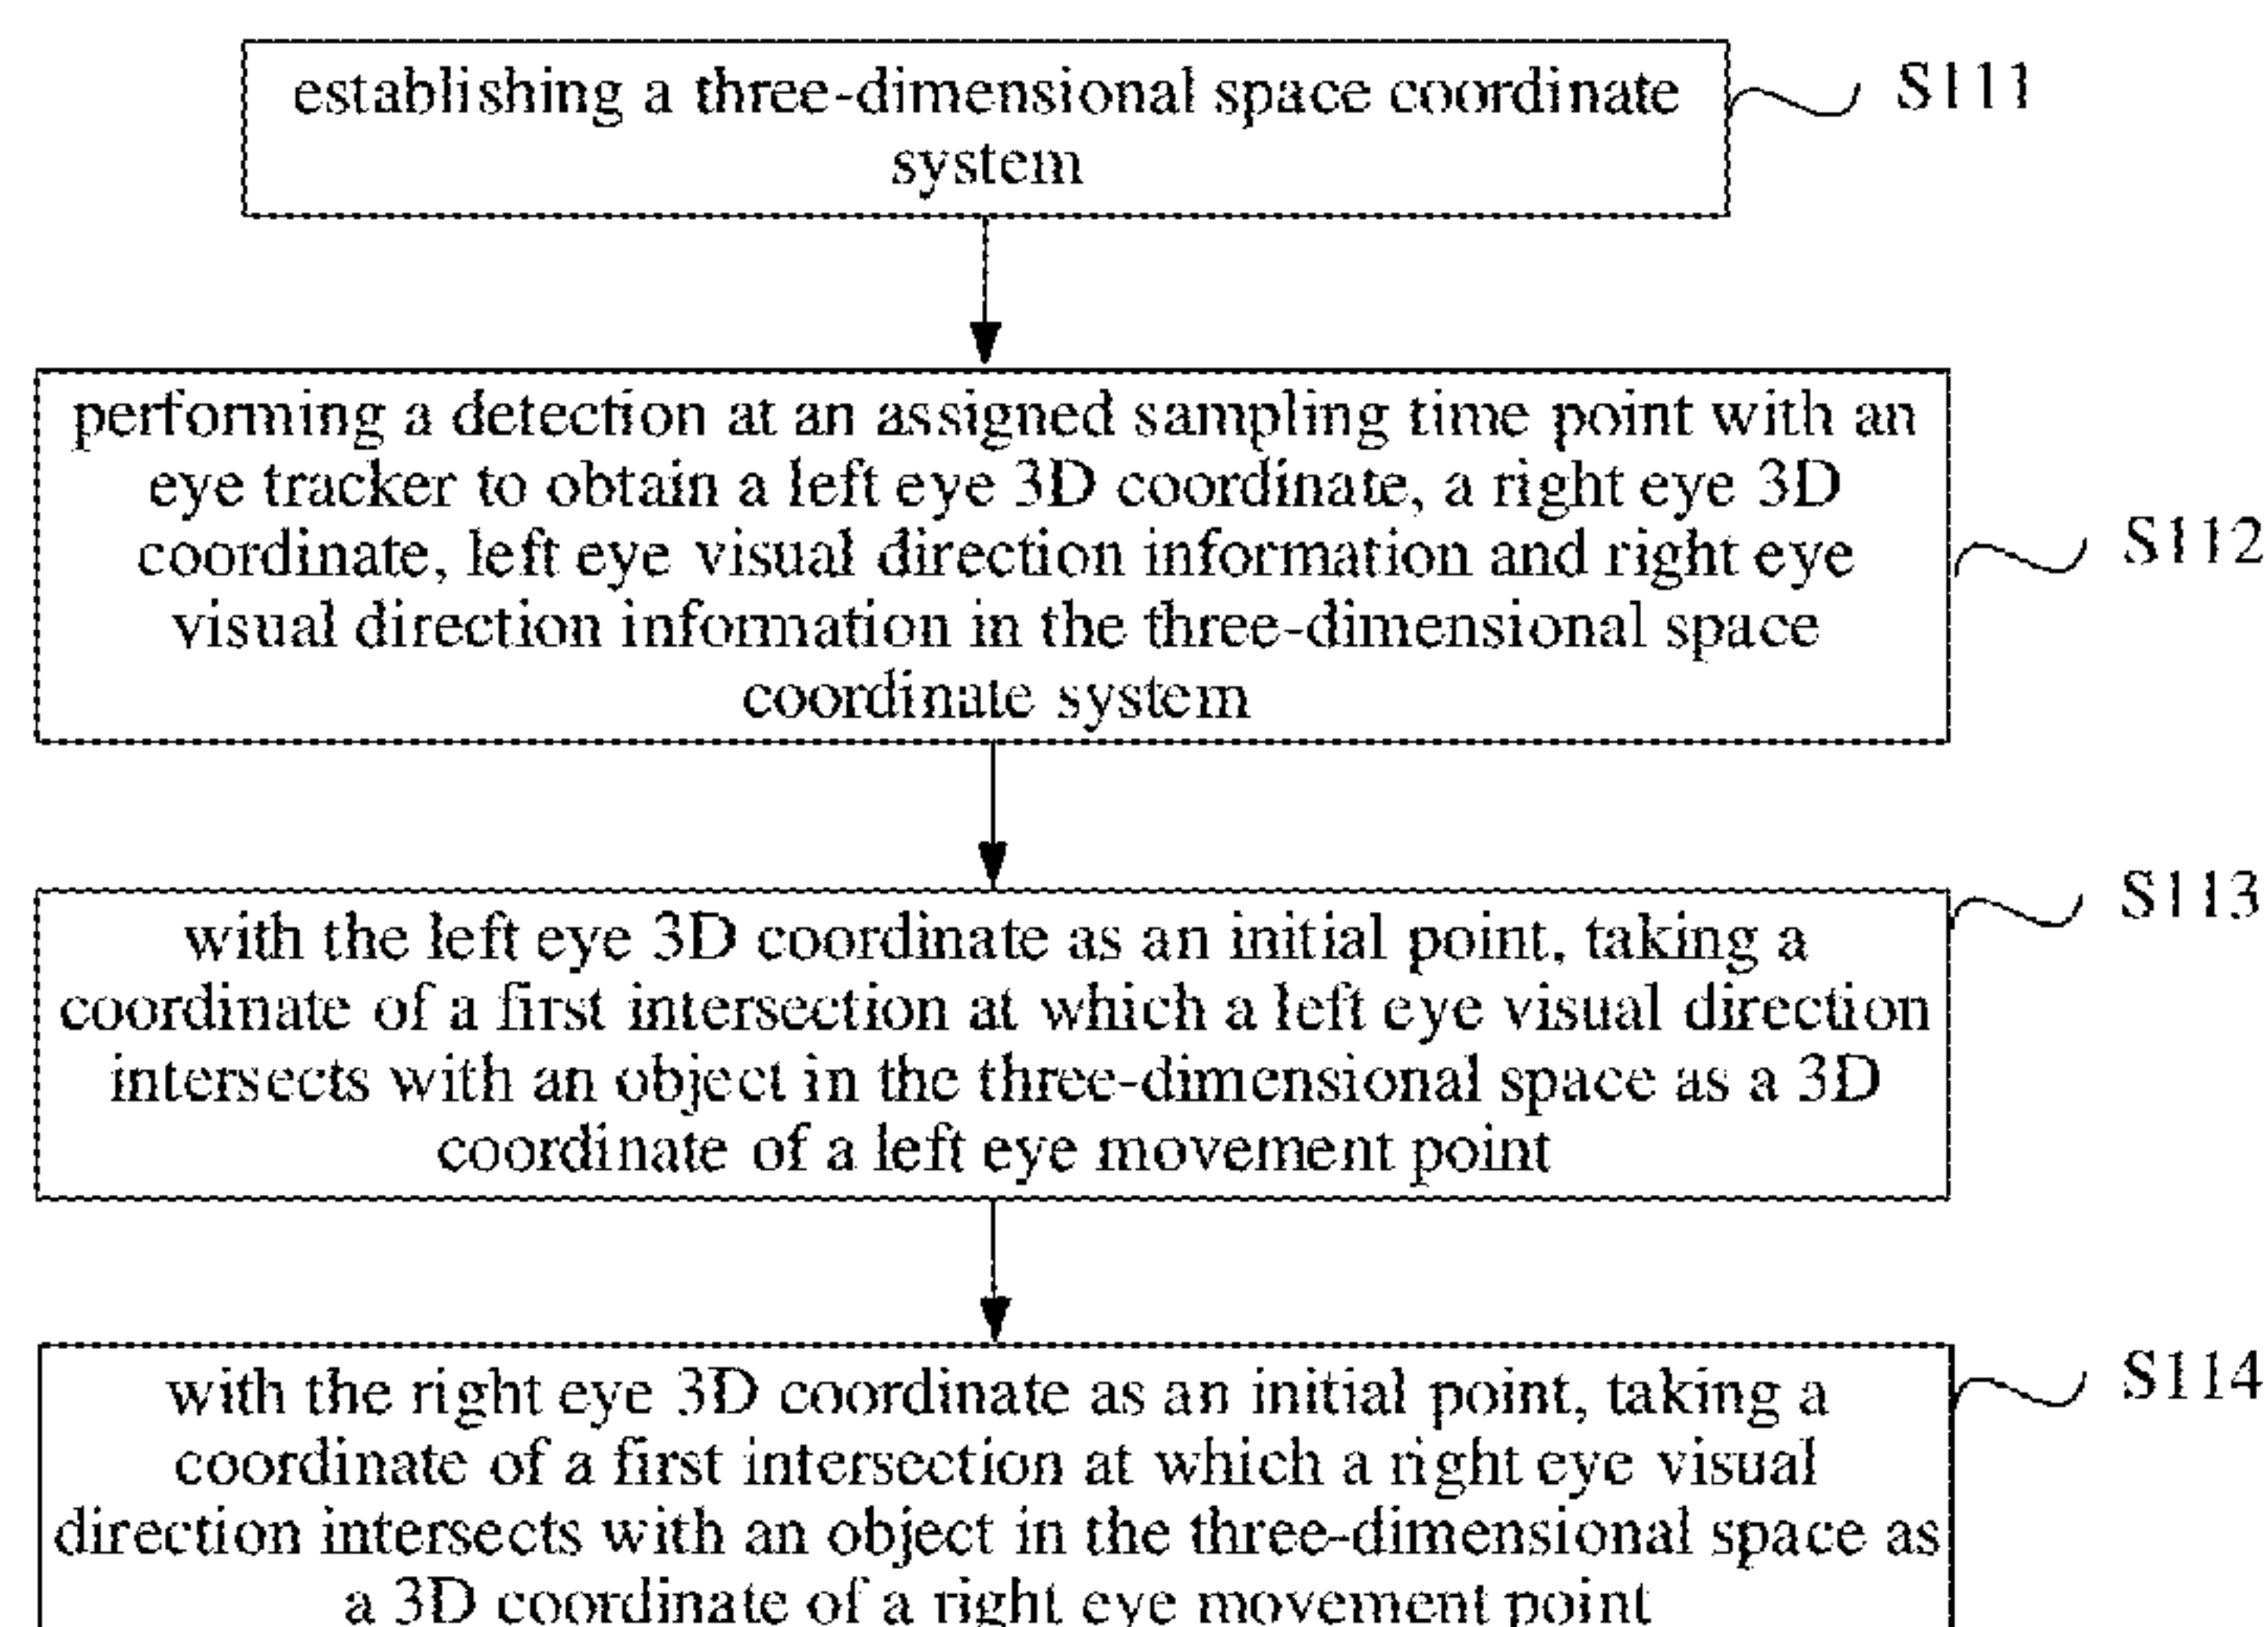 establishing a three-dimensional space coordinate
system
S111
performing a detection at an assigned sampling time point with an
eye tracker to obtain a left eye 3D coordinate, a right eye 3D
coordinate, left eye visual direction information and right eye
visual direction information in the three-dimensional space
coordinate system
S112
with the left eye 3D coordinate as an initial point, taking a
coordinate of a first intersection at which a left eye visual direction
intersects with an object in the three-dimensional space as a 3D
coordinate of a left eye movement point
S113
with the right eye 3D coordinate as an initial point, taking a
coordinate of a first intersection at which a right eye visual
direction intersects with an object in the three-dimensional space as
a 3D coordinate of a right eye movement point
S114